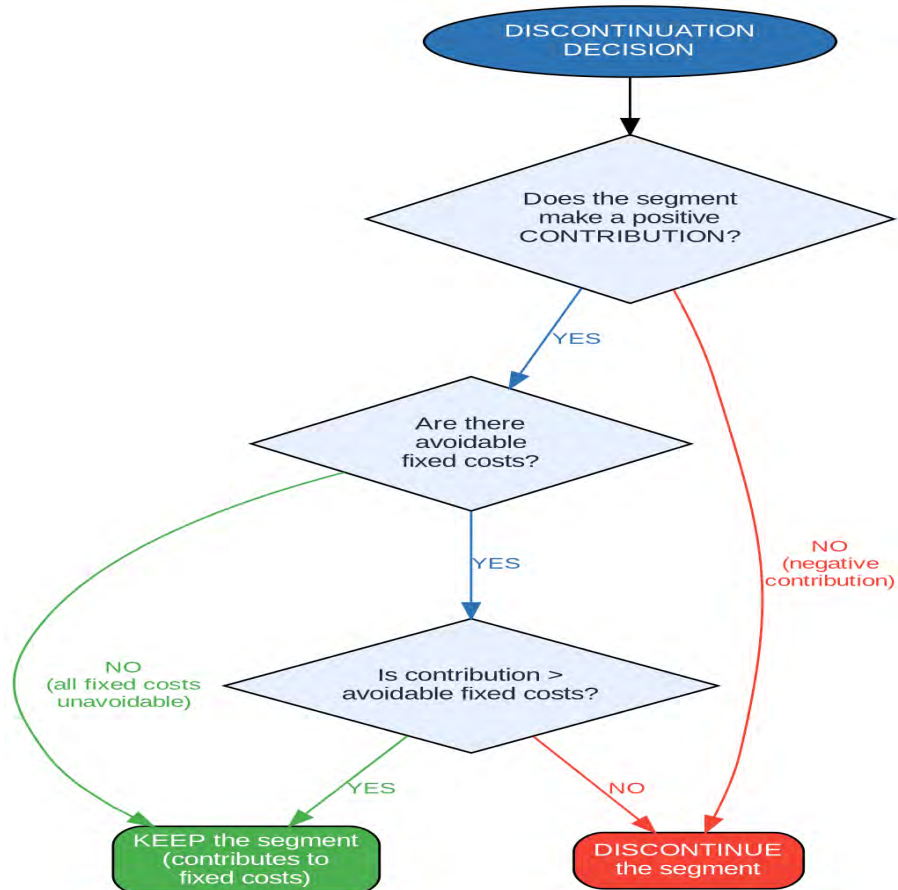 DISCONTINUATION
DECISION
Does the segment
make a positive
CONTRIBUTION?
YES
Are there
avoidable
fixed costs?
YES
NO
(negative
contribution)
NO
(all fixed costs
unavoidable)
Is contribution >
avoidable fixed costs?
YES
NO
KEEP the segment
(contributes to
fixed costs)
DISCONTINUE
the segment